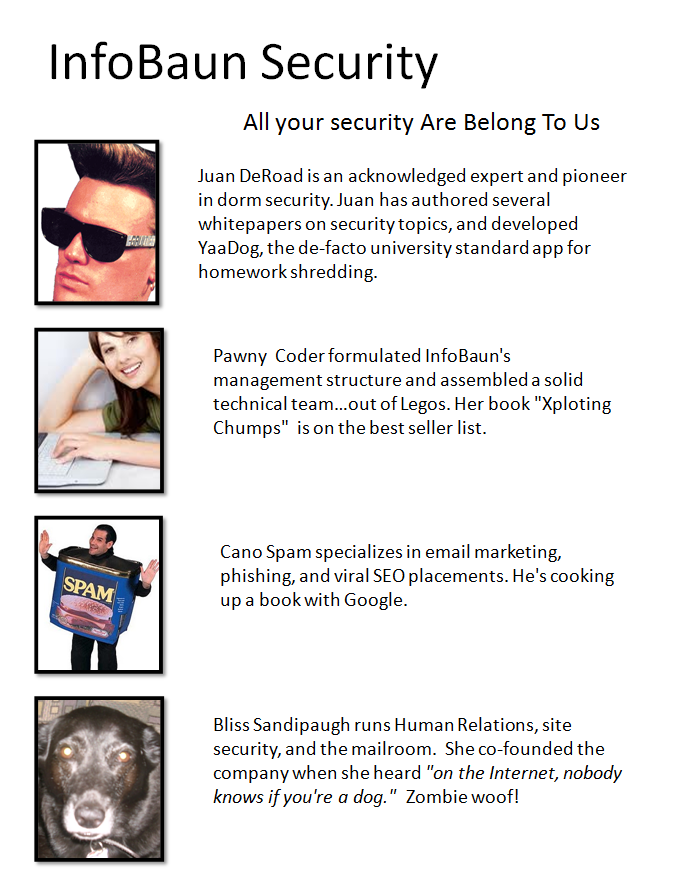 InfoBaun Security
All your security Are Belong To Us
Juan DeRoad is an acknowledged expert and pioneer
in dorm security. Juan has authored several
whitepapers on security topics, and developed
YaaDog, the de-facto university standard app for
homework shredding.
Pawny  Coder formulated InfoBaun's
management structure and assembled a solid
technical team...out of Legos. Her book "Xploting
Chumps"  is on the best seller list.
SPAM
Cano Spam specializes in email marketing,
phishing, and viral SEO placements. He's cooking
up a book with Google.
Bliss Sandipaugh runs Human Relations, site
security, and the mailroom.  She co-founded the
company when she heard "on the Internet, nobody
knows if you're a dog."  Zombie woof!